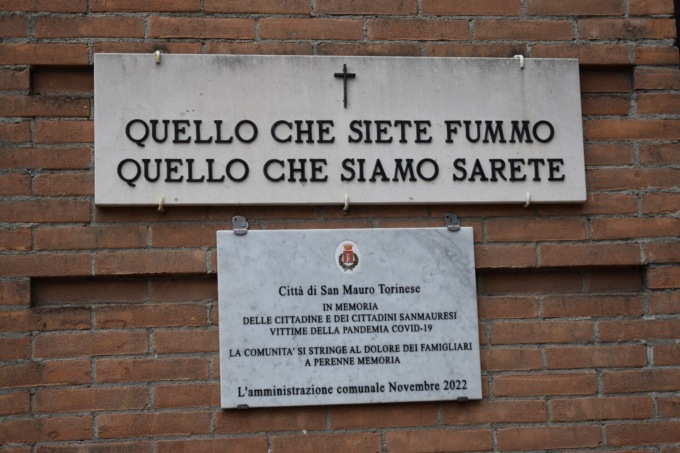 QUELLO CHE SIETE FUMMO
QUELLO CHE SIAMO SARETE
Città di San Mauro Torinese
IN MEMORIA
DELLE CITTADINE E DEI CITTADINI SANMAURESI
VITTIME DELLA PANDEMIA COVID-19
LA COMUNITA' SI STRINGE AL DOLORE DEI FAMIGLIARI
A PERENNE MEMORIA
L'amministrazione comunale Novembre 2022